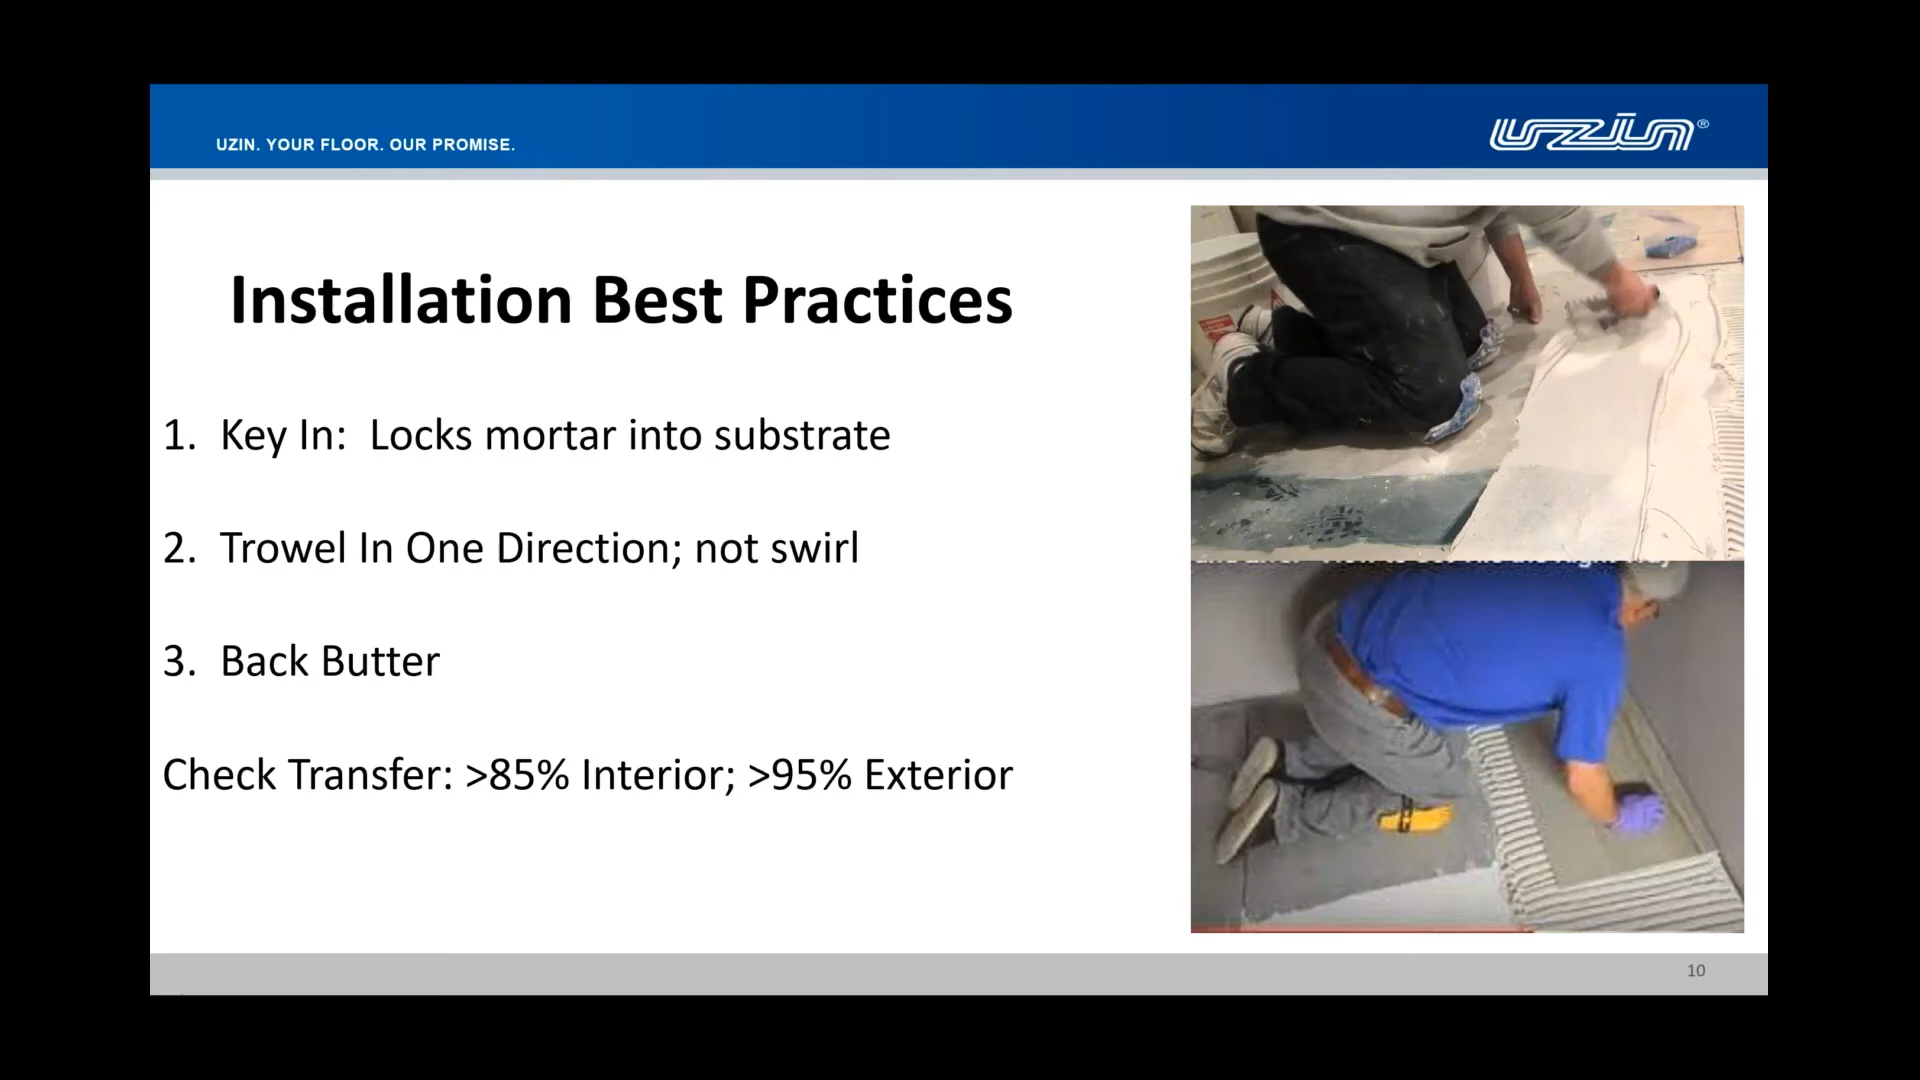 UZIN. YOUR FLOOR. OUR PROMISE.
uzin®
Installation Best Practices
1. Key In: Locks mortar into substrate
2. Trowel In One Direction; not swirl
3. Back Butter
Check Transfer: >85% Interior; >95% Exterior
10